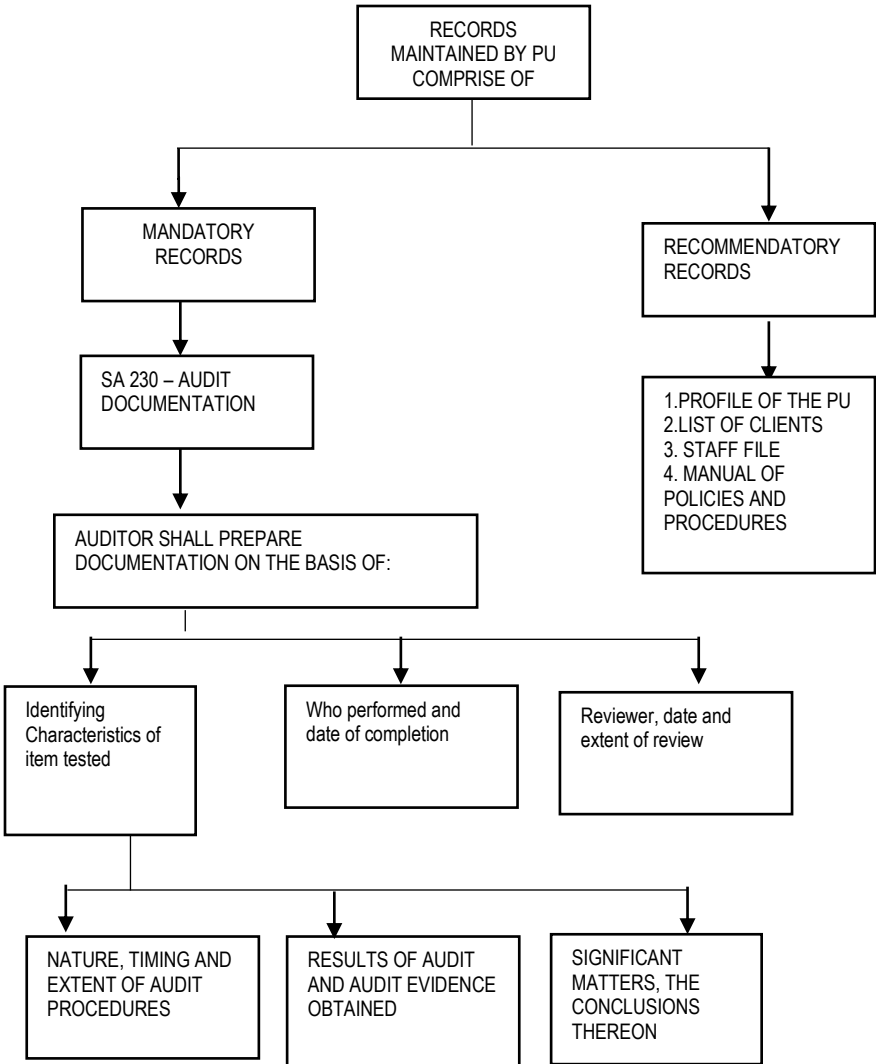 RECORDS
MAINTAINED BY PU
COMPRISE OF
MANDATORY
RECORDS
RECOMMENDATORY
RECORDS
SA 230 – AUDIT
DOCUMENTATION
1.PROFILE OF THE PU
2.LIST OF CLIENTS
3. STAFF FILE
4. MANUAL OF
POLICIES AND
PROCEDURES
AUDITOR SHALL PREPARE
DOCUMENTATION ON THE BASIS OF:
Identifying
Characteristics of
item tested
Who performed and
date of completion
Reviewer, date and
extent of review
NATURE, TIMING AND
EXTENT OF AUDIT
PROCEDURES
RESULTS OF AUDIT
AND AUDIT EVIDENCE
OBTAINED
SIGNIFICANT
MATTERS, THE
CONCLUSIONS
THEREON